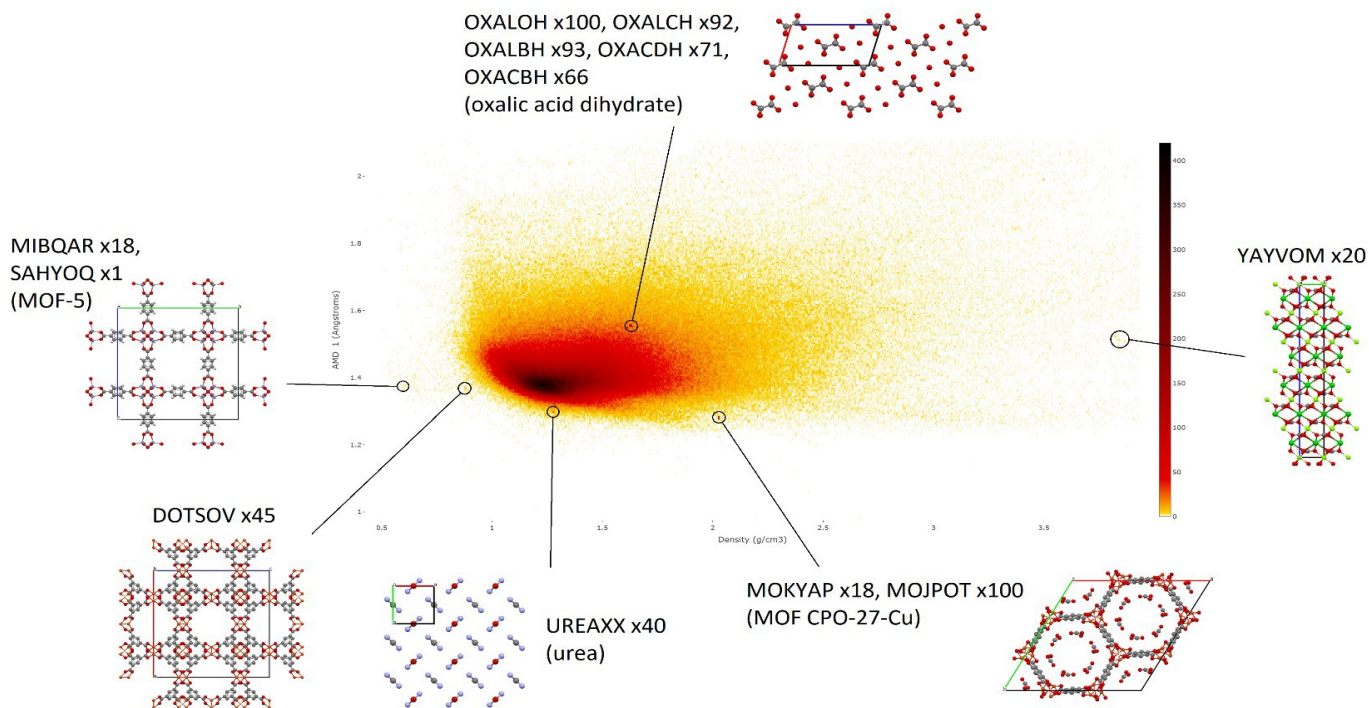 OXALOH x100, OXALCH x92,
OXALBH x93, OXACDH x71,
OXACBH x66
(oxalic acid dihydrate)
MIBQAR x18,
SAHYOQ x1
(MOF-5)
YAYVOM x20
DOTSOV x45
UREAXX x40
(urea)
MOKYAP x18, MOJPOT x100
(MOF CPO-27-Cu)
AMD_1 (Angstroms)
2
1.8
1.6
1.4
1.2
1
0.5
1
1.5
2
2.5
3
3.5
Density (g/cm3)
400
350
300
250
200
150
100
50
0